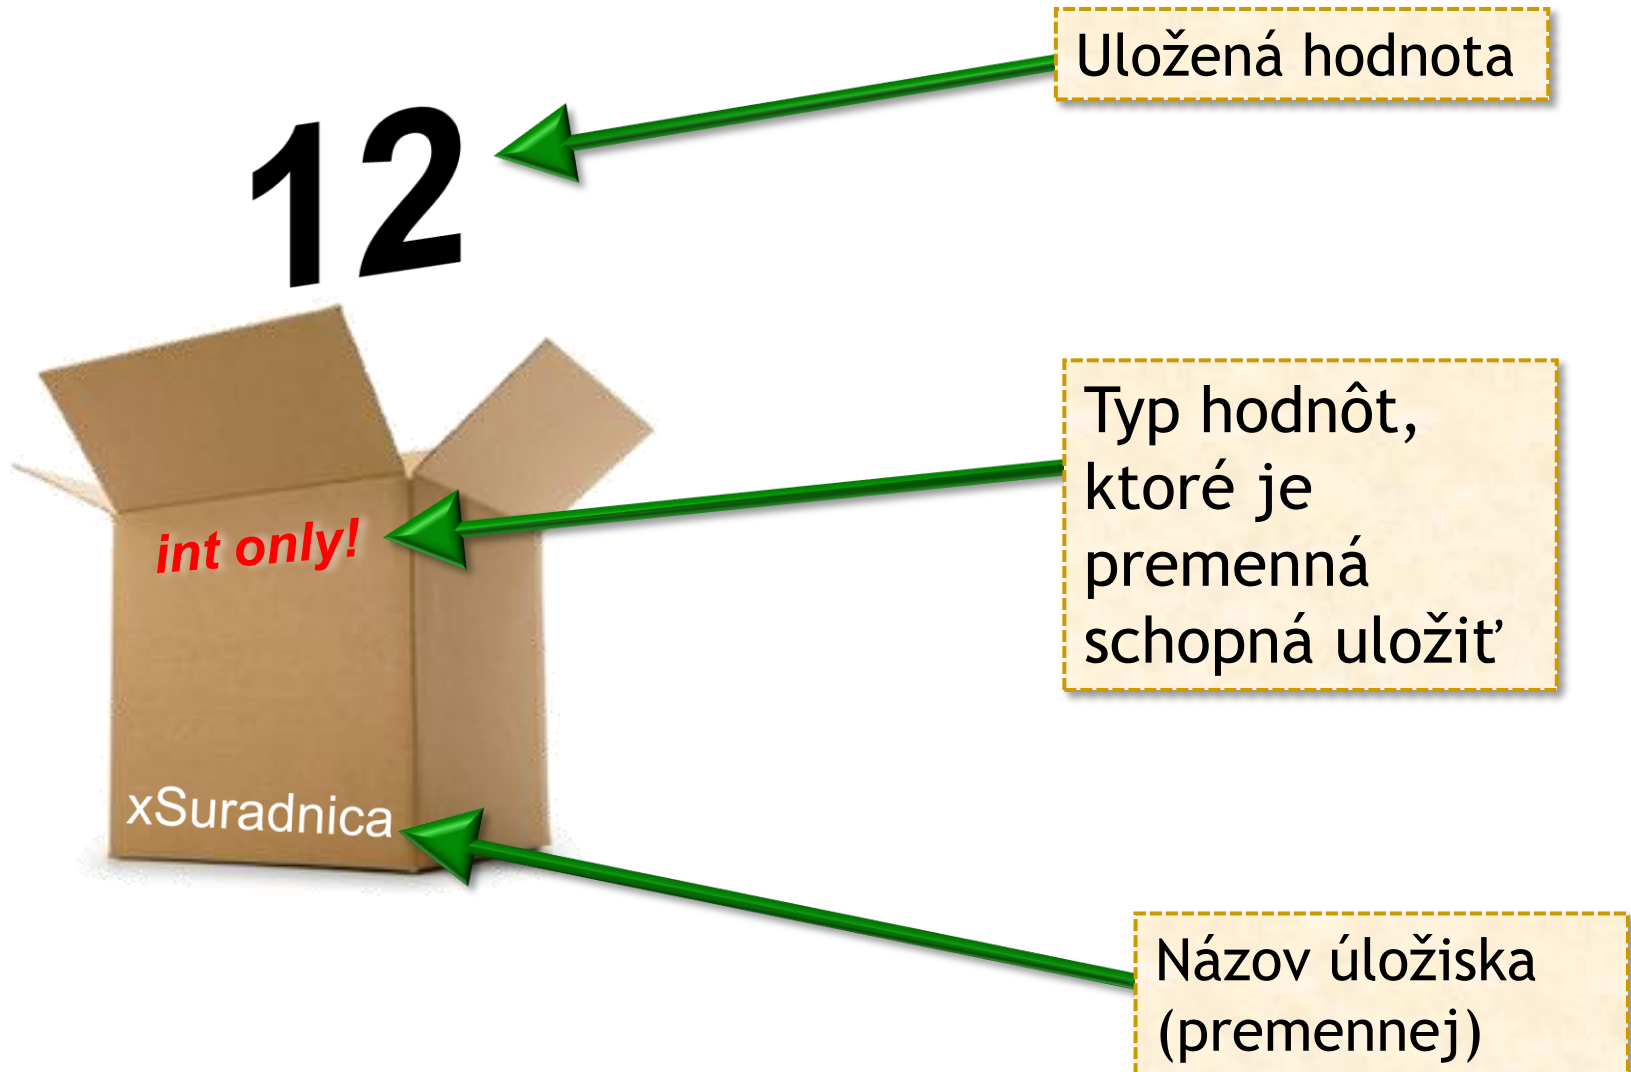 Uložená hodnota
12
Typ hodnôt,
ktoré je
premenná
schopná uložiť
int only!
xSuradnica
Názov úložiska
(premennej)